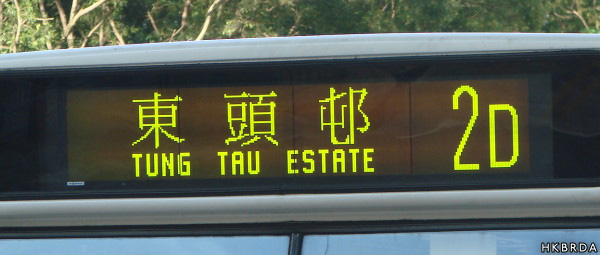 東頭邨
TUNG TAU ESTATE
2D
HKBRDA